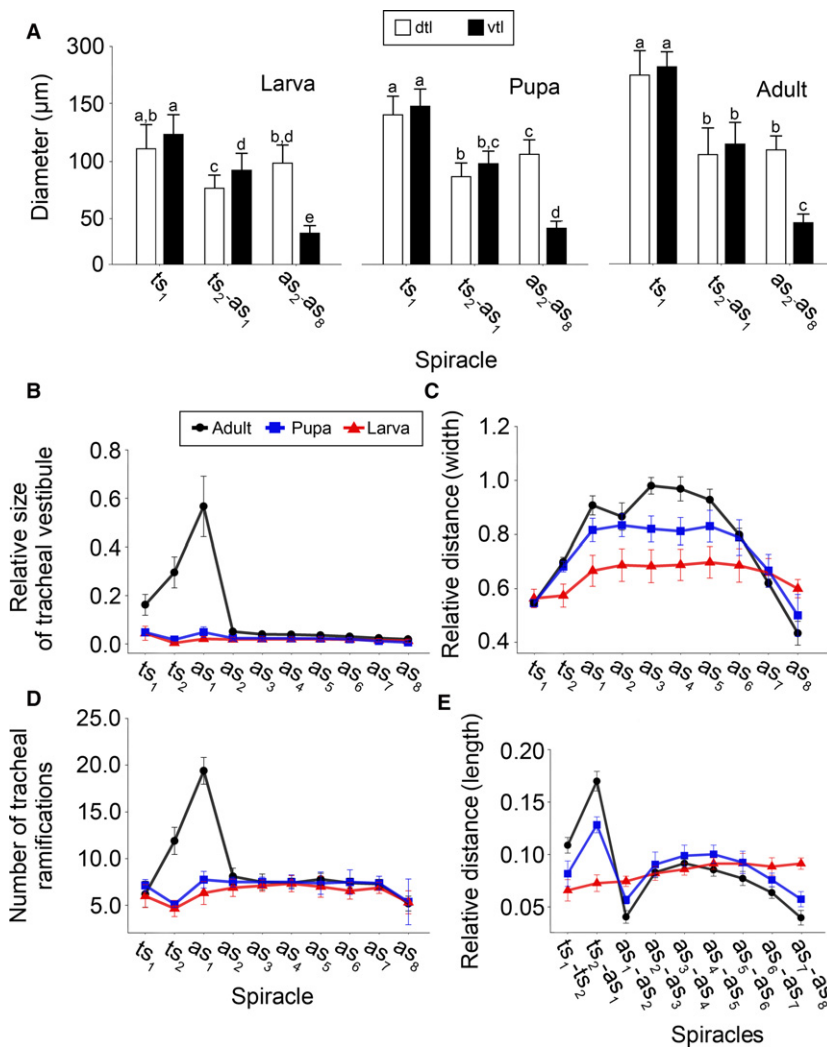 A
dtl vtl
Diameter (µm)
300
150
100
50
0
Larva
a,b a c d b,d e
Pupa
a a b b,c c d
Adult
a a b b b c
ts1 ts2-as1 as2-as8
ts1 ts2-as1 as2-as8
ts1 ts2-as1 as2-as8
Spiracle
B
Adult Pupa Larva
Relative size
of tracheal vestibule
0.8
0.6
0.4
0.2
0.0
ts1 ts2 as1 as2 as3 as4 as5 as6 as7 as8
C
Relative distance (width)
1.2
1.0
0.8
0.6
0.4
ts1 ts2 as1 as2 as3 as4 as5 as6 as7 as8
D
Number of tracheal
ramifications
25.0
20.0
15.0
10.0
5.0
ts1 ts2 as1 as2 as3 as4 as5 as6 as7 as8
Spiracle
E
Relative distance (length)
0.20
0.15
0.10
0.05
ts1-ts2 ts2-as1 as1-as2 as2-as3 as3-as4 as4-as5 as5-as6 as6-as7 as7-as8
Spiracles